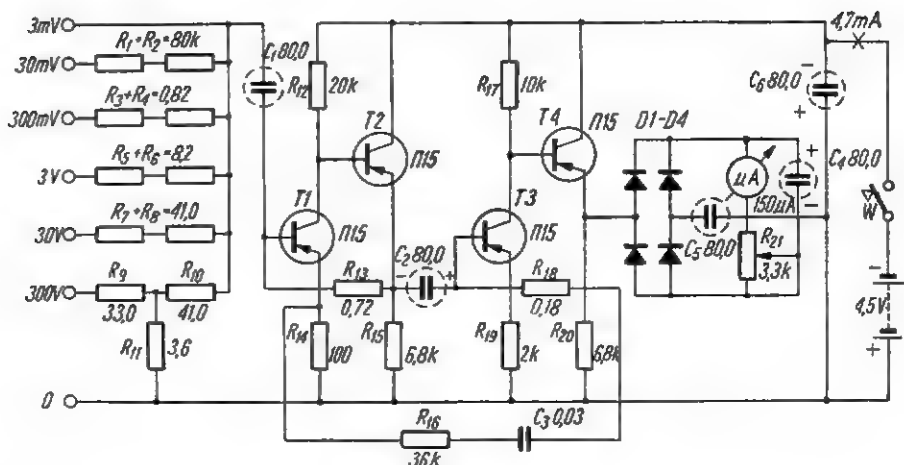 3mV
30mV
300mV
3V
30V
300V
0
R₁+R₂=80k
R₃+R₄=0,82
R₅+R₆=8,2
R₇+R₈=41,0
R₉
33,0
R₁₀
41,0
R₁₁
3,6
C₁ 80,0
R₁₂
20k
T1
П15
T2
П15
R₁₃
0,72
R₁₄
100
R₁₅
6,8k
C₂ 80,0
- +
R₁₆
36k
C₃ 0,03
R₁₇
10k
T3
П15
T4
П15
R₁₈
0,18
R₁₉
2k
R₂₀
6,8k
D1-D4
μA
150μA
C₅ 80,0
R₂₁
3,3k
+
C₄ 80,0
-
-
C₆ 80,0
+
4,7mA
W
-
4,5V
+